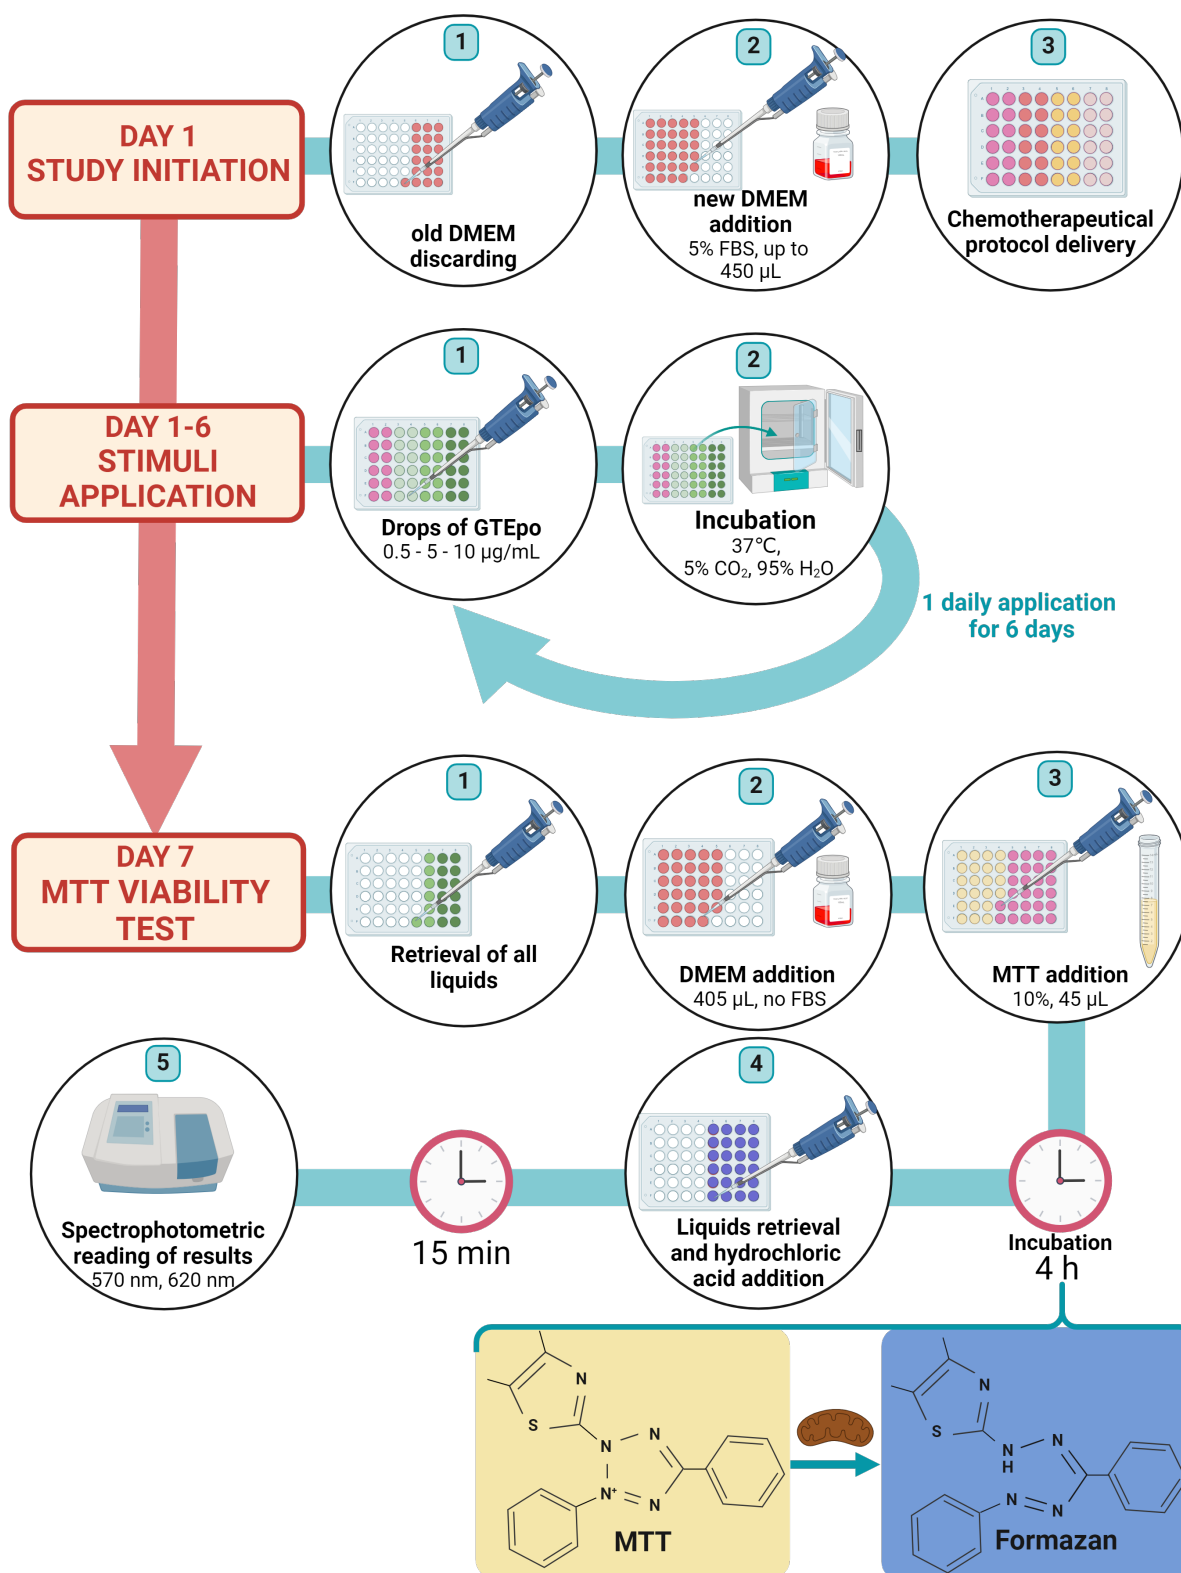 DAY 1
STUDY INITIATION
1
old DMEM
discarding
2
new DMEM
addition
5% FBS, up to
450 µL
3
Chemotherapeutical
protocol delivery
DAY 1-6
STIMULI
APPLICATION
1
Drops of GTEpo
0.5 - 5 - 10 µg/mL
2
Incubation
37℃,
5% CO₂, 95% H₂O
1 daily application
for 6 days
DAY 7
MTT VIABILITY
TEST
1
Retrieval of all
liquids
2
DMEM addition
405 µL, no FBS
3
MTT addition
10%, 45 µL
5
Spectrophotometric
reading of results
570 nm, 620 nm
15 min
4
Liquids retrieval
and hydrochloric
acid addition
Incubation
4 h
N
S
N
N
N⁺
N
MTT
N
S
N
H
N
N
N
Formazan